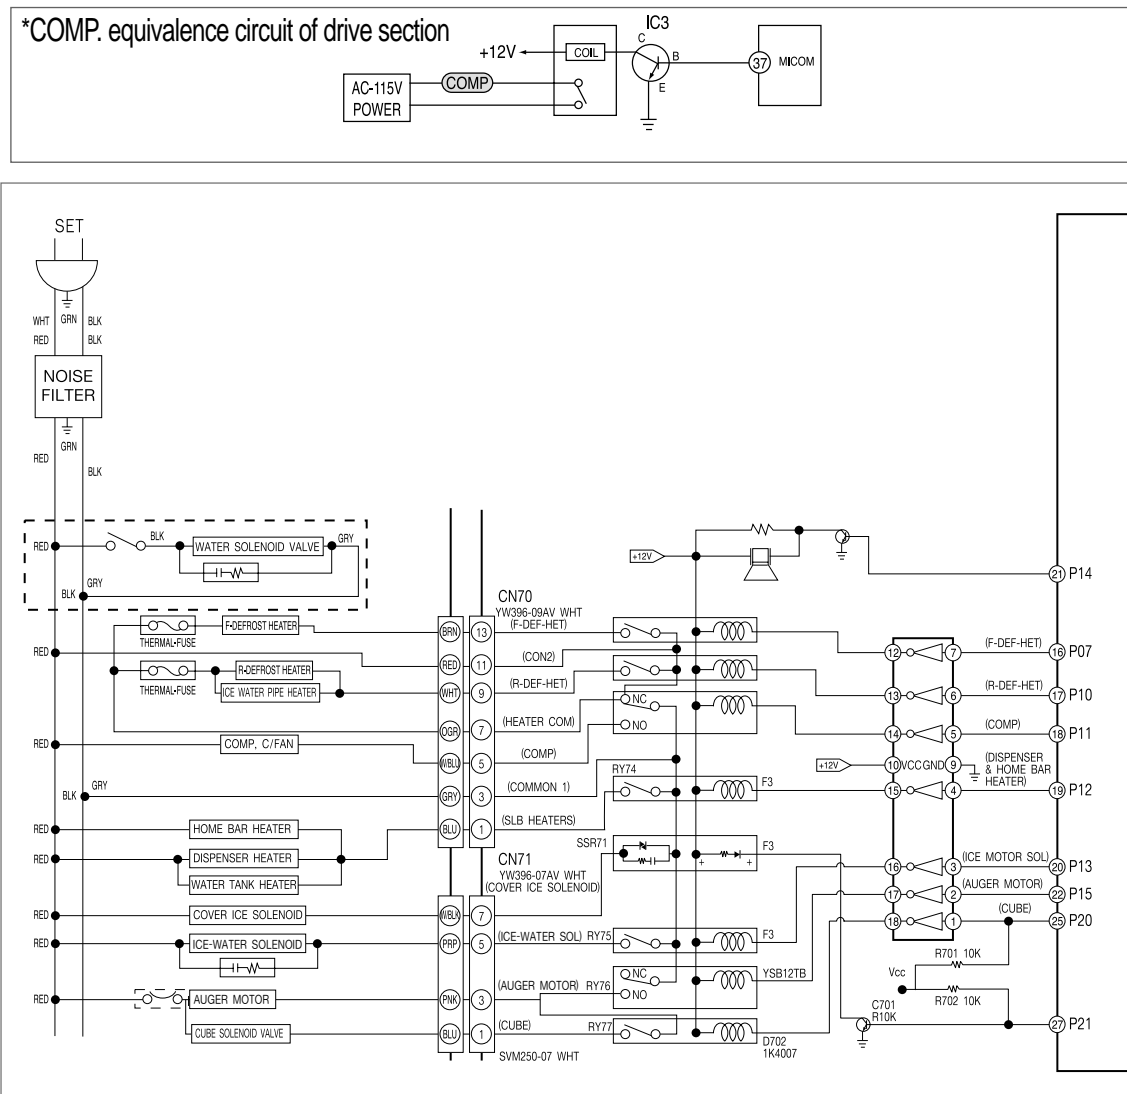 *COMP. equivalence circuit of drive section
IC3
C
+12V
COIL
B
37
MICOM
AC-115V
POWER
COMP
E
SET
WHT
GRN
BLK
RED
BLK
NOISE
FILTER
GRN
RED
BLK
RED
BLK
WATER SOLENOID VALVE
GRY
BLK
GRY
+12V
21
P14
CN70
YW396-09AV WHT
(F-DEF-HET)
F-DEFROST HEATER
THERMAL-FUSE
BRN
13
RED
RED
11
(CON2)
12
7
(F-DEF-HET)
16
P07
R-DEFROST HEATER
THERMAL-FUSE
ICE WATER PIPE HEATER
WHT
9
(R-DEF-HET)
13
6
(R-DEF-HET)
17
P10
NC
OGR
7
(HEATER COM)
NO
14
5
(COMP)
18
P11
RED
COMP, C/FAN
W/BLU
5
(COMP)
RY74
+12V
10
VCC
GND
9
(DISPENSER
& HOME BAR
HEATER)
BLK
GRY
GRY
3
(COMMON 1)
F3
15
4
19
P12
RED
HOME BAR HEATER
BLU
1
(SLB HEATERS)
RED
DISPENSER HEATER
WATER TANK HEATER
CN71
YW396-07AV WHT
(COVER ICE SOLENOID)
SSR71
+
+
F3
16
3
(ICE MOTOR SOL)
20
P13
17
2
(AUGER MOTOR)
22
P15
RED
COVER ICE SOLENOID
W/BLK
7
18
1
(CUBE)
25
P20
RED
ICE-WATER SOLENOID
PRP
5
(ICE-WATER SOL) RY75
F3
R701 10K
Vcc
R702 10K
RED
AUGER MOTOR
PNK
3
(AUGER MOTOR) RY76
NC
NO
YSB12TB
C701
R10K
27
P21
CUBE SOLENOID VALVE
BLU
1
(CUBE)
RY77
D702
1K4007
SVM250-07 WHT